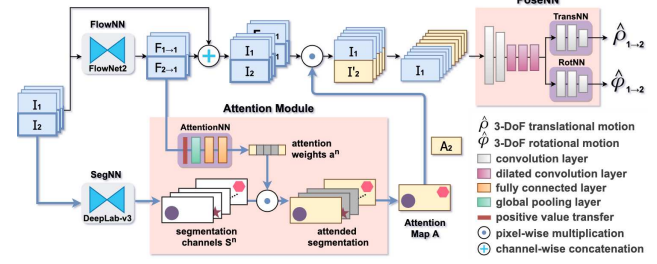 PoseNN
FlowNN
FlowNet2
F₁→₁
F₂→₁
I₁
I₂
I₁
I'₂
I₁
TransNN
RotNN
ρ̂₁→₂
φ̂₁→₂
I₁
I₂
Attention Module
AttentionNN
attention
weights aⁿ
A₂
SegNN
DeepLab-v3
segmentation
channels Sⁿ
attended
segmentation
Attention
Map A
ρ̂ 3-DoF translational motion
φ̂ 3-DoF rotational motion
convolution layer
dilated convolution layer
fully connected layer
global pooling layer
positive value transfer
pixel-wise multiplication
channel-wise concatenation